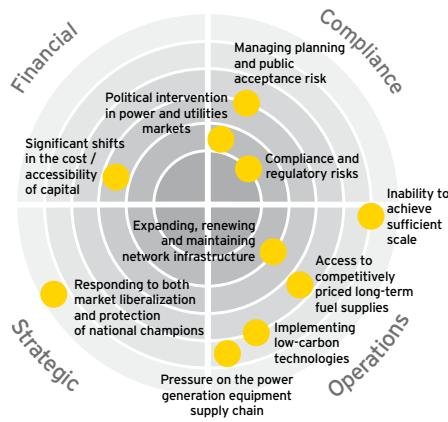 Financial
Compliance
Managing planning
and public
acceptance risk
Political intervention
in power and utilities
markets
Significant shifts
in the cost /
accessibility
of capital
Compliance and
regulatory risks
Inability to
achieve
sufficient
scale
Expanding, renewing
and maintaining
network infrastructure
Access to
competitively
priced long-term
fuel supplies
Responding to both
market liberalization
and protection
of national champions
Implementing
low-carbon
technologies
Pressure on the power
generation equipment
supply chain
Strategic
Operations